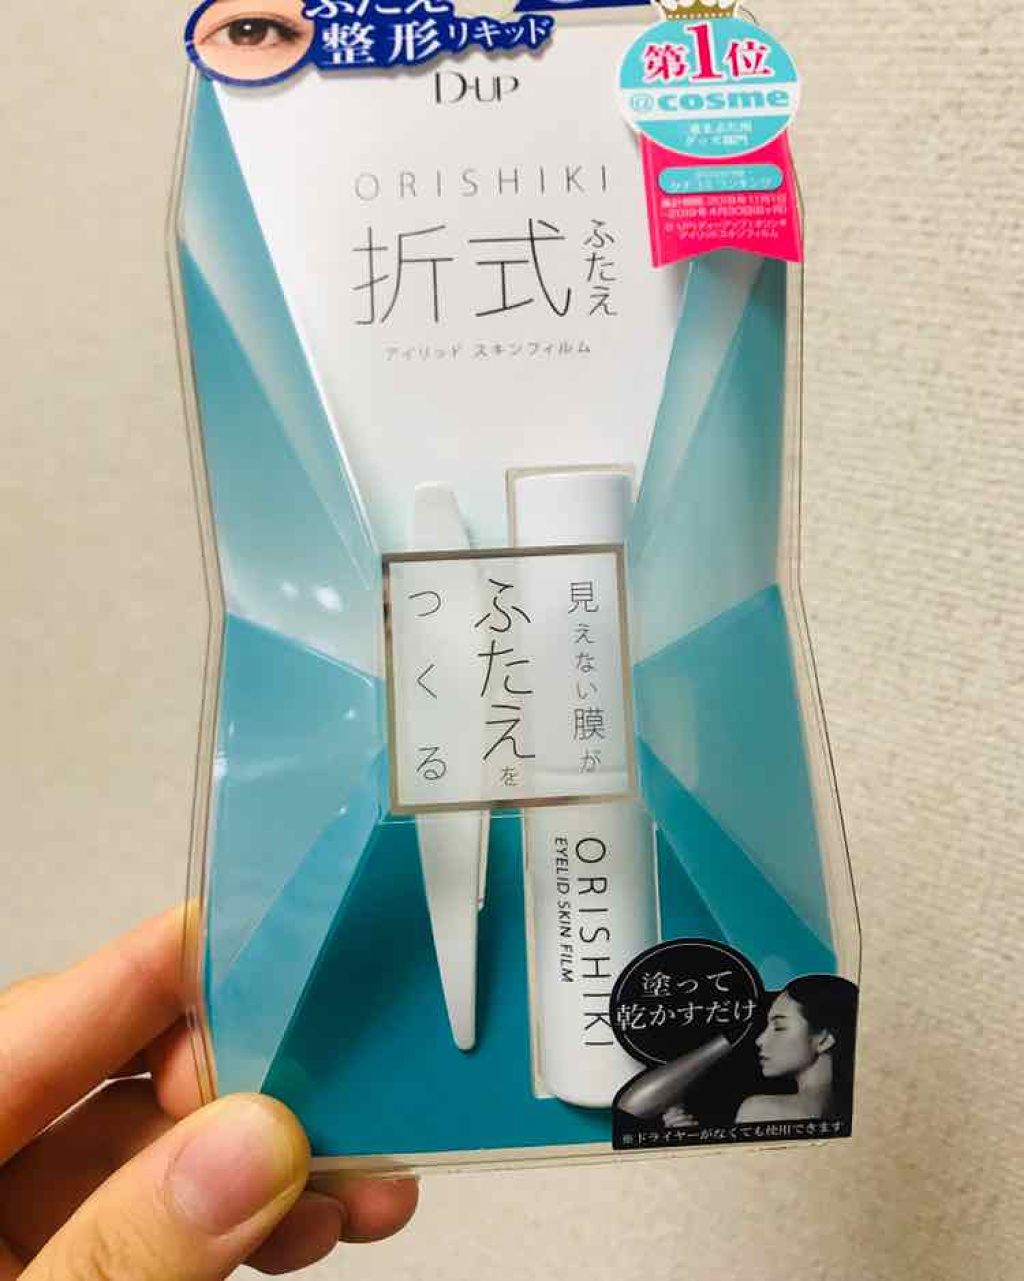 ふたえ
整形リキッド
D-UP
第1位
@cosme
ORISHIKI
折式
ふたえ
アイリッド スキンフィルム
見えない膜が
ふたえを
つくる
ORISHIKI
EYELID SKIN FILM
塗って
乾かすだけ
※ドライヤーがなくても使用できます